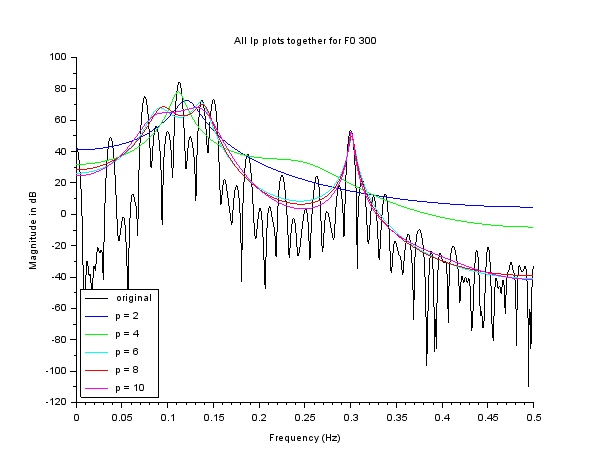 All lp plots together for F0 300
Magnitude in dB
100
80
60
40
20
0
-20
-40
-60
-80
-100
-120
original
p = 2
p = 4
p = 6
p = 8
p = 10
0 0.05 0.1 0.15 0.2 0.25 0.3 0.35 0.4 0.45 0.5
Frequency (Hz)